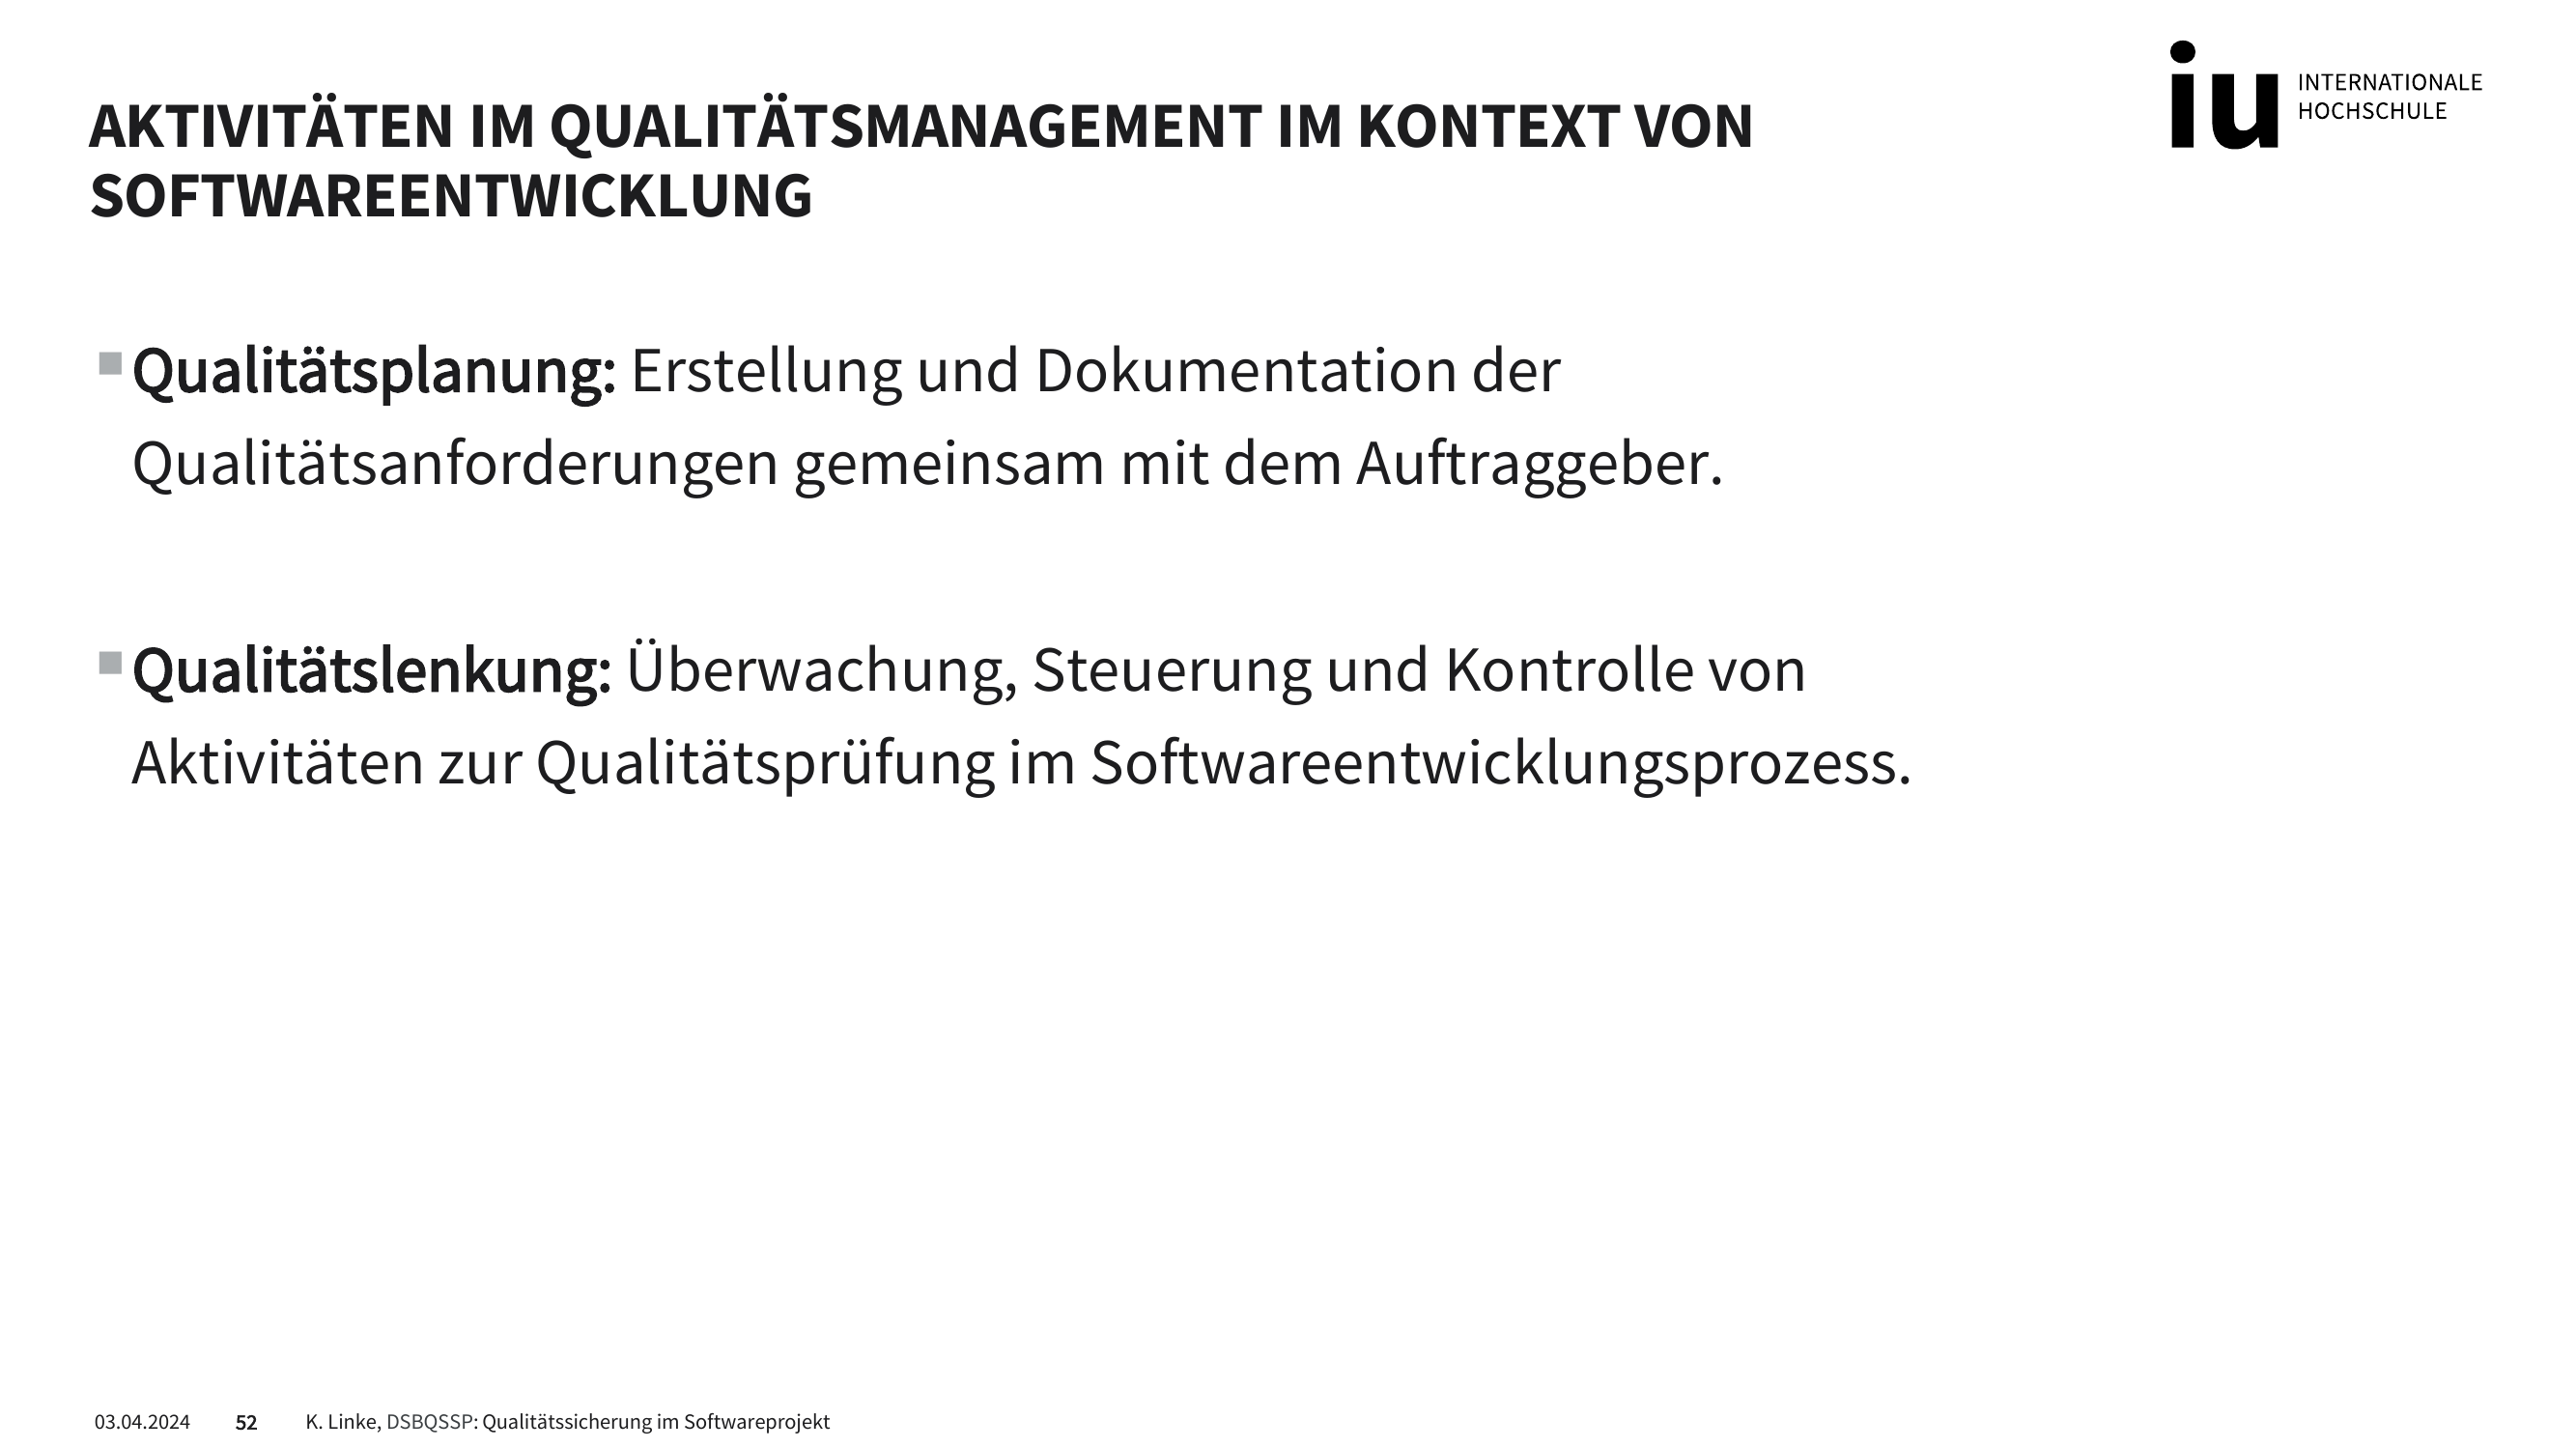 AKTIVITÄTEN IM QUALITÄTSMANAGEMENT IM KONTEXT VON
SOFTWAREENTWICKLUNG
iu INTERNATIONALE
HOCHSCHULE
Qualitätsplanung: Erstellung und Dokumentation der
Qualitätsanforderungen gemeinsam mit dem Auftraggeber.
Qualitätslenkung: Überwachung, Steuerung und Kontrolle von
Aktivitäten zur Qualitätsprüfung im Softwareentwicklungsprozess.
03.04.2024 52 K. Linke, DSBQSSP: Qualitätssicherung im Softwareprojekt